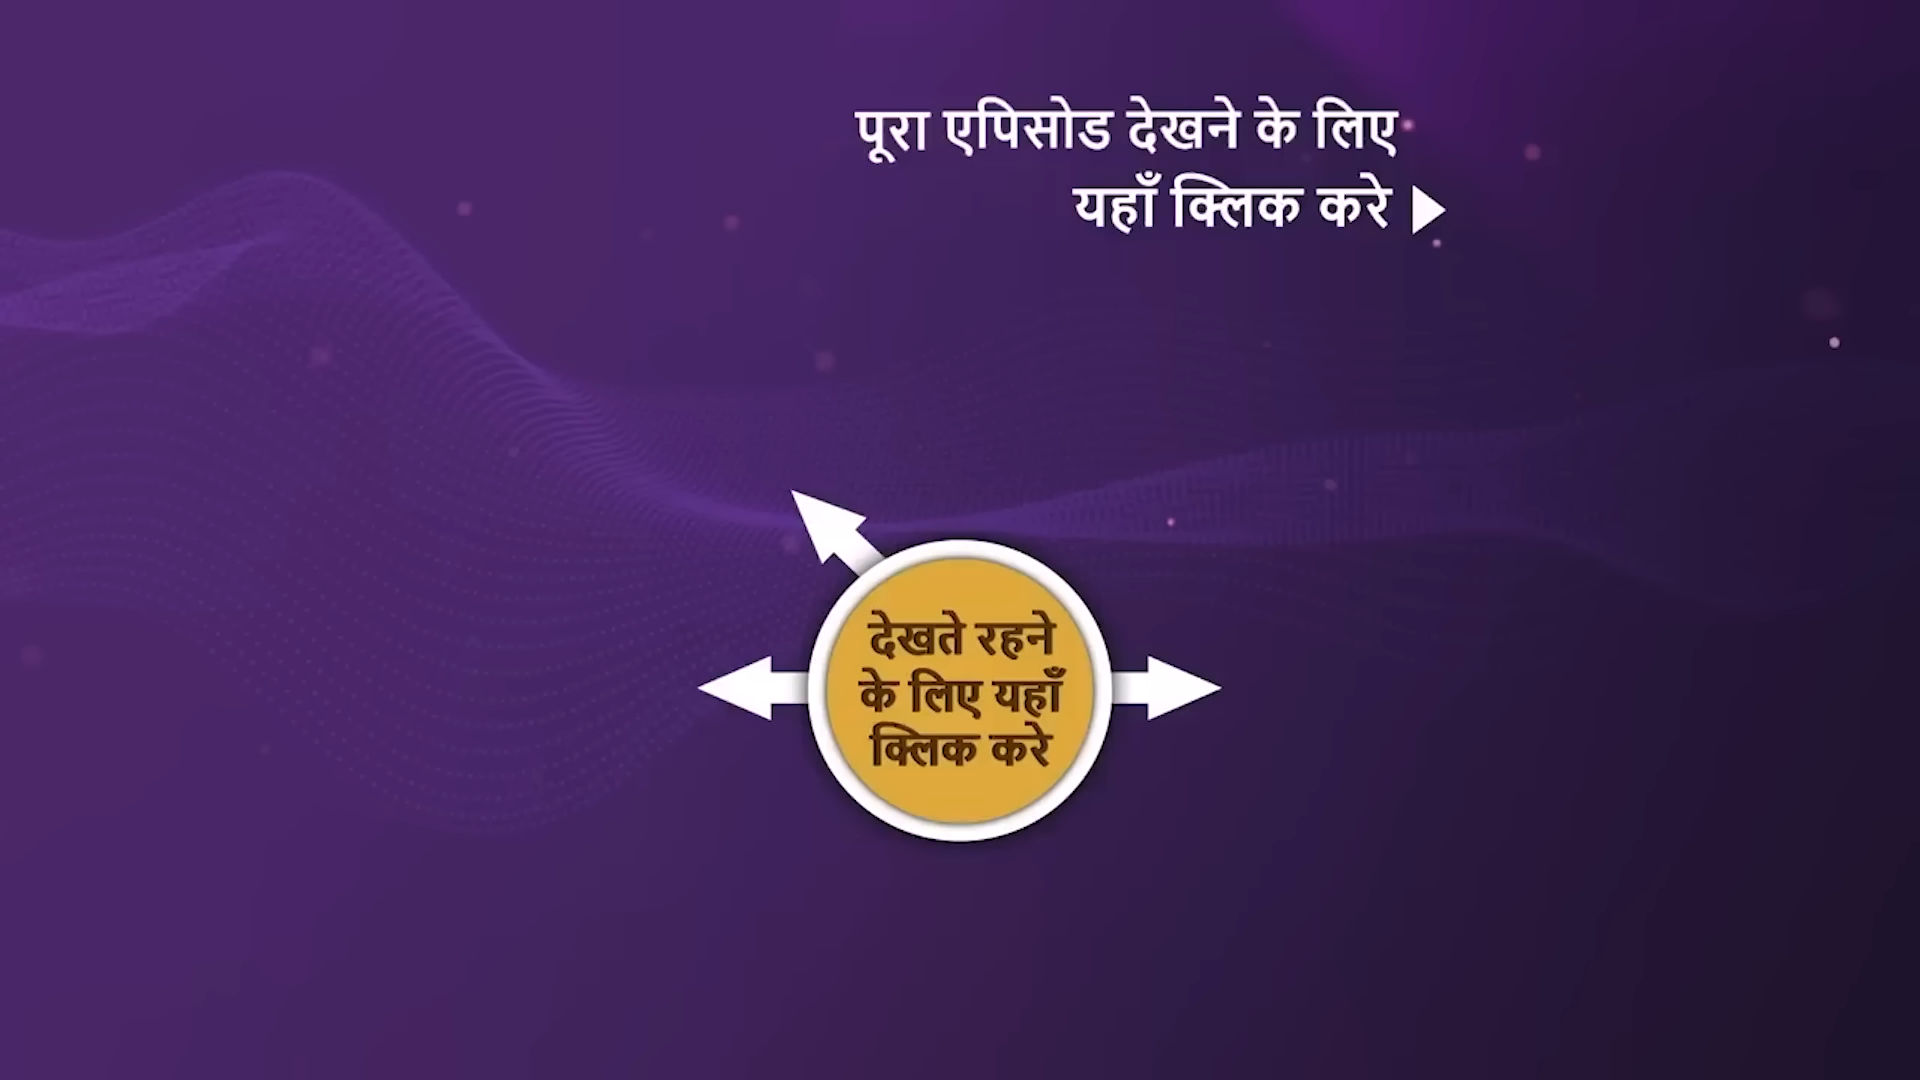 पूरा एपिसोड देखने के लिए
यहाँ क्लिक करे
देखते रहने
के लिए यहाँ
क्लिक करे